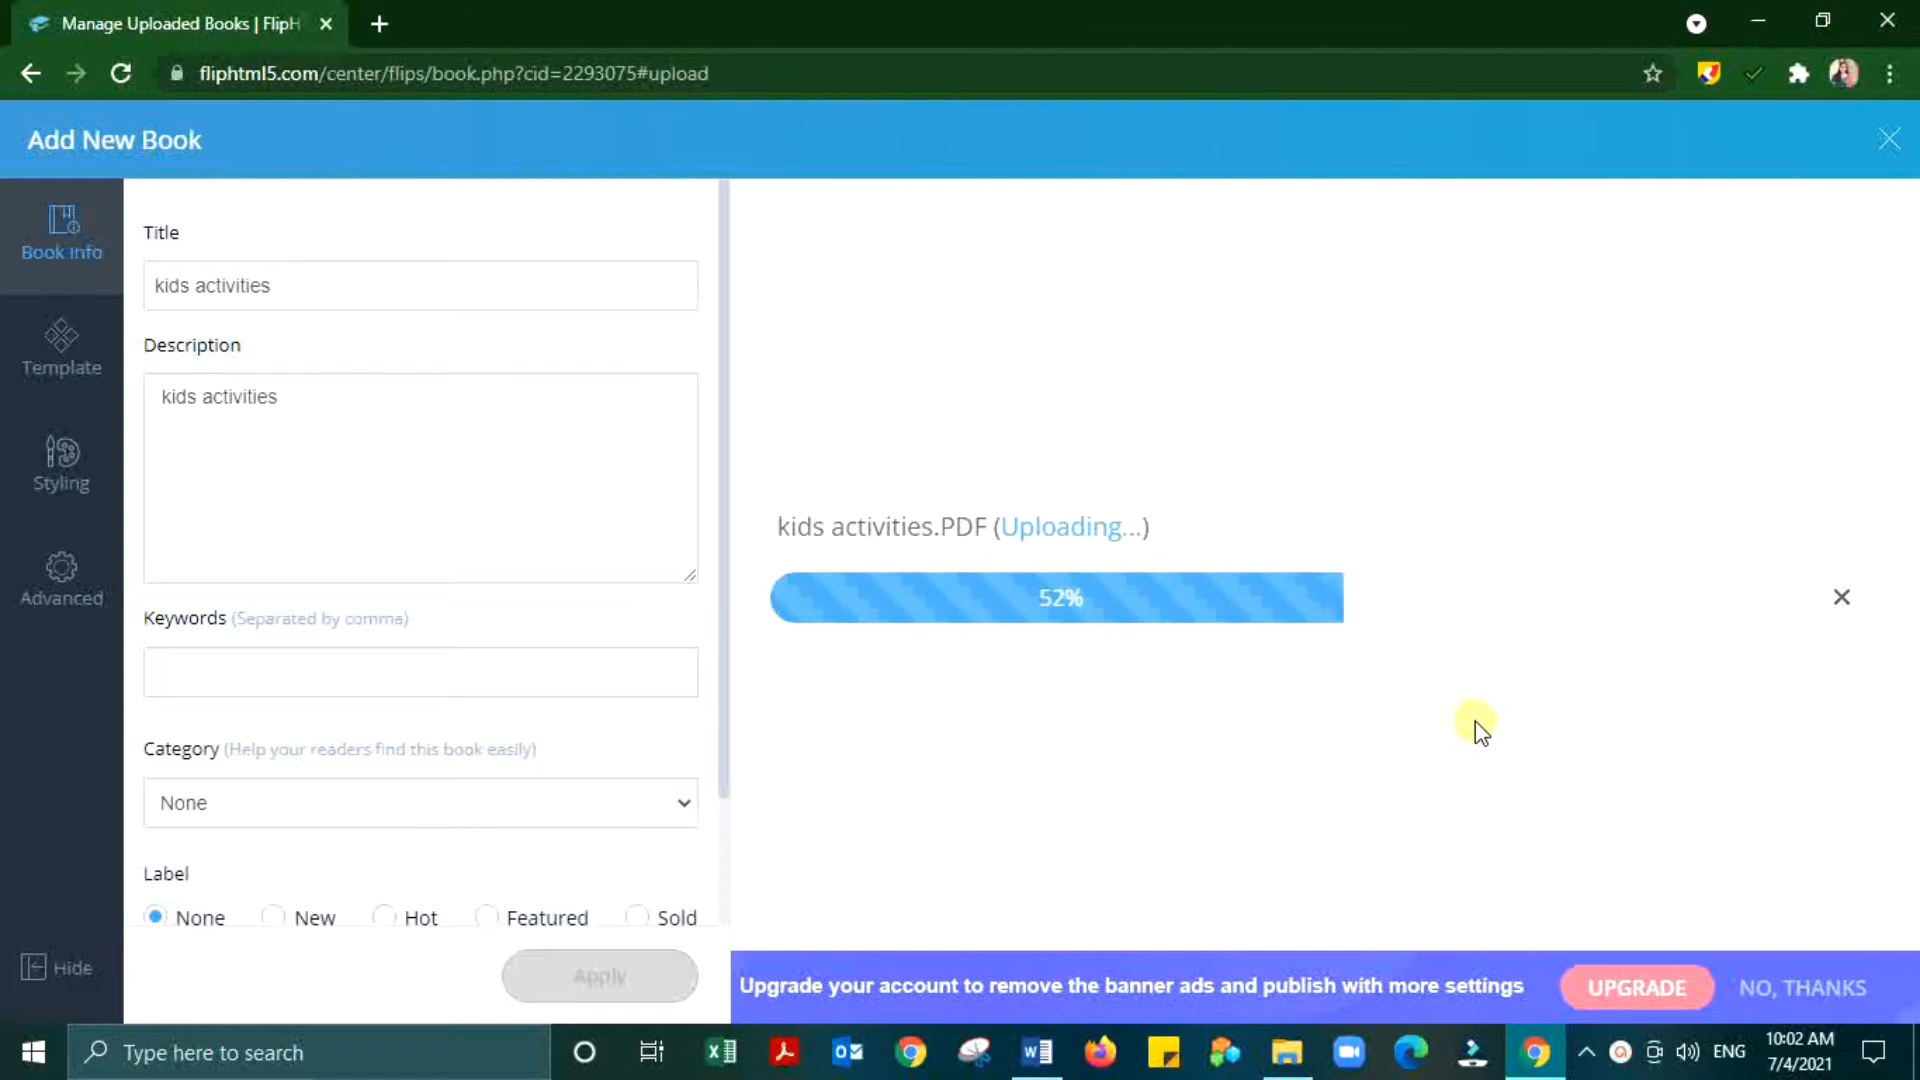 Manage Uploaded Books | FlipH
fliphtml5.com/center/flips/book.php?cid=2293075#upload
Add New Book
Book Info
Template
Styling
Advanced
Hide
Title
kids activities
Description
kids activities
Keywords (Separated by comma)
Category (Help your readers find this book easily)
None
Label
None New Hot Featured Sold
Apply
kids activities.PDF (Uploading...)
52%
Upgrade your account to remove the banner ads and publish with more settings
UPGRADE
NO, THANKS
Type here to search
ENG
10:02 AM
7/4/2021